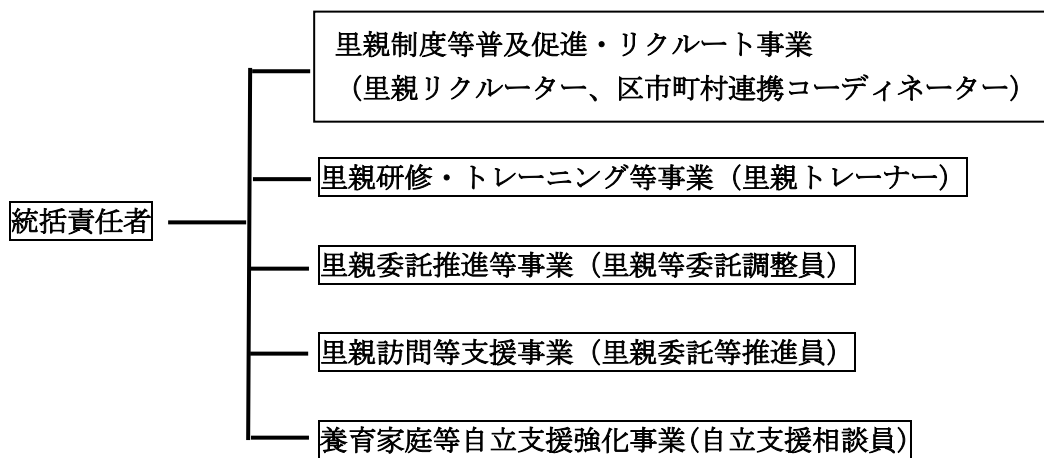 里親制度等普及促進・リクルート事業
（里親リクルーター、区市町村連携コーディネーター）
里親研修・トレーニング等事業（里親トレーナー）
統括責任者
里親委託推進等事業（里親等委託調整員）
里親訪問等支援事業（里親委託等推進員）
養育家庭等自立支援強化事業(自立支援相談員)